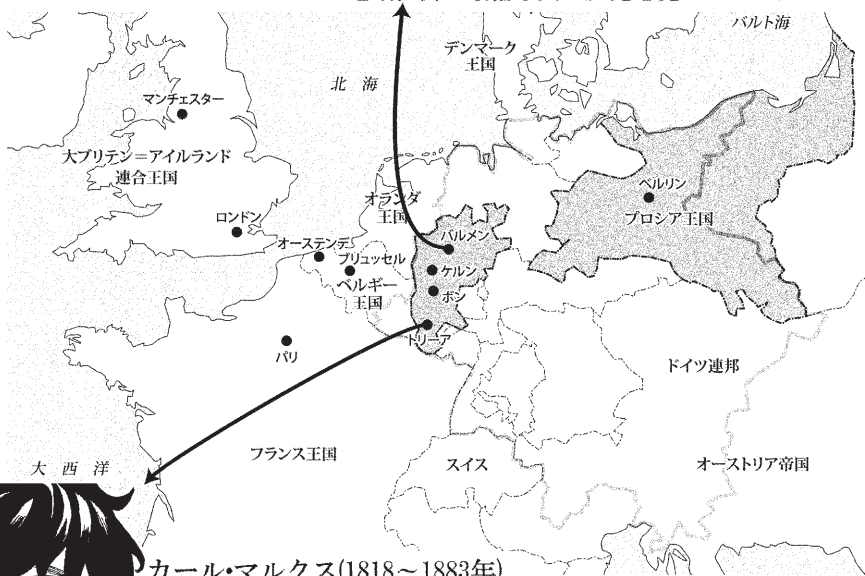 バルト海
デンマーク
王国
北海
マンチェスター
大ブリテン＝アイルランド
連合王国
ロンドン
オランダ
王国
ベルリン
プロシア王国
オーステンデ
ブリュッセル
ベルギー
王国
バルメン
ケルン
ボン
トリーア
パリ
ドイツ連邦
大西洋
フランス王国
スイス
オーストリア帝国
カール・マルクス(1818～1883年)